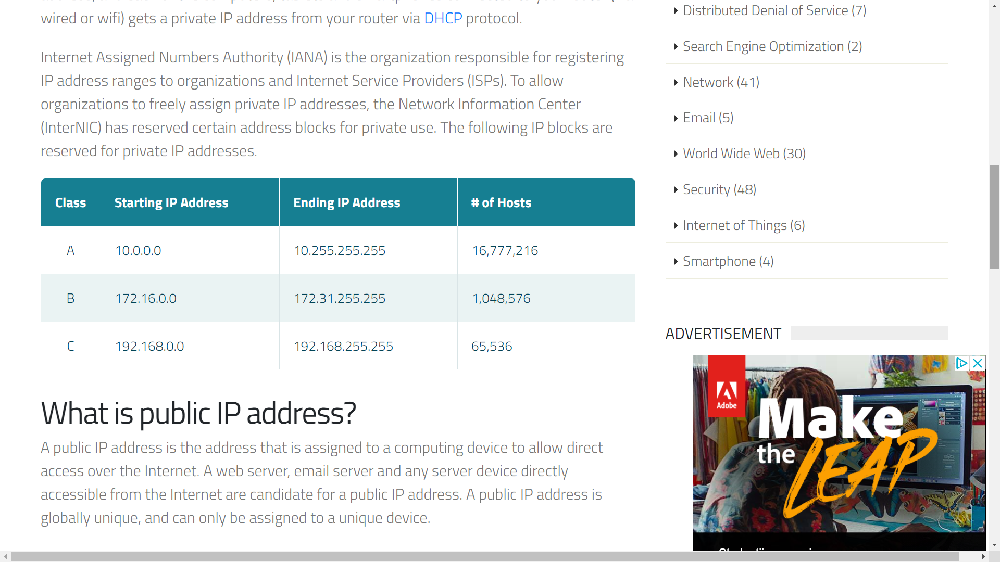 wired or wifi) gets a private IP address from your router via DHCP protocol.
Internet Assigned Numbers Authority (IANA) is the organization responsible for registering
IP address ranges to organizations and Internet Service Providers (ISPs). To allow
organizations to freely assign private IP addresses, the Network Information Center
(InterNIC) has reserved certain address blocks for private use. The following IP blocks are
reserved for private IP addresses.
Class Starting IP Address Ending IP Address # of Hosts
A 10.0.0.0 10.255.255.255 16,777,216
B 172.16.0.0 172.31.255.255 1,048,576
C 192.168.0.0 192.168.255.255 65,536
What is public IP address?
A public IP address is the address that is assigned to a computing device to allow direct
access over the Internet. A web server, email server and any server device directly
accessible from the Internet are candidate for a public IP address. A public IP address is
globally unique, and can only be assigned to a unique device.
Distributed Denial of Service (7)
Search Engine Optimization (2)
Network (41)
Email (5)
World Wide Web (30)
Security (48)
Internet of Things (6)
Smartphone (4)
ADVERTISEMENT
Adobe
Make
the LEAP